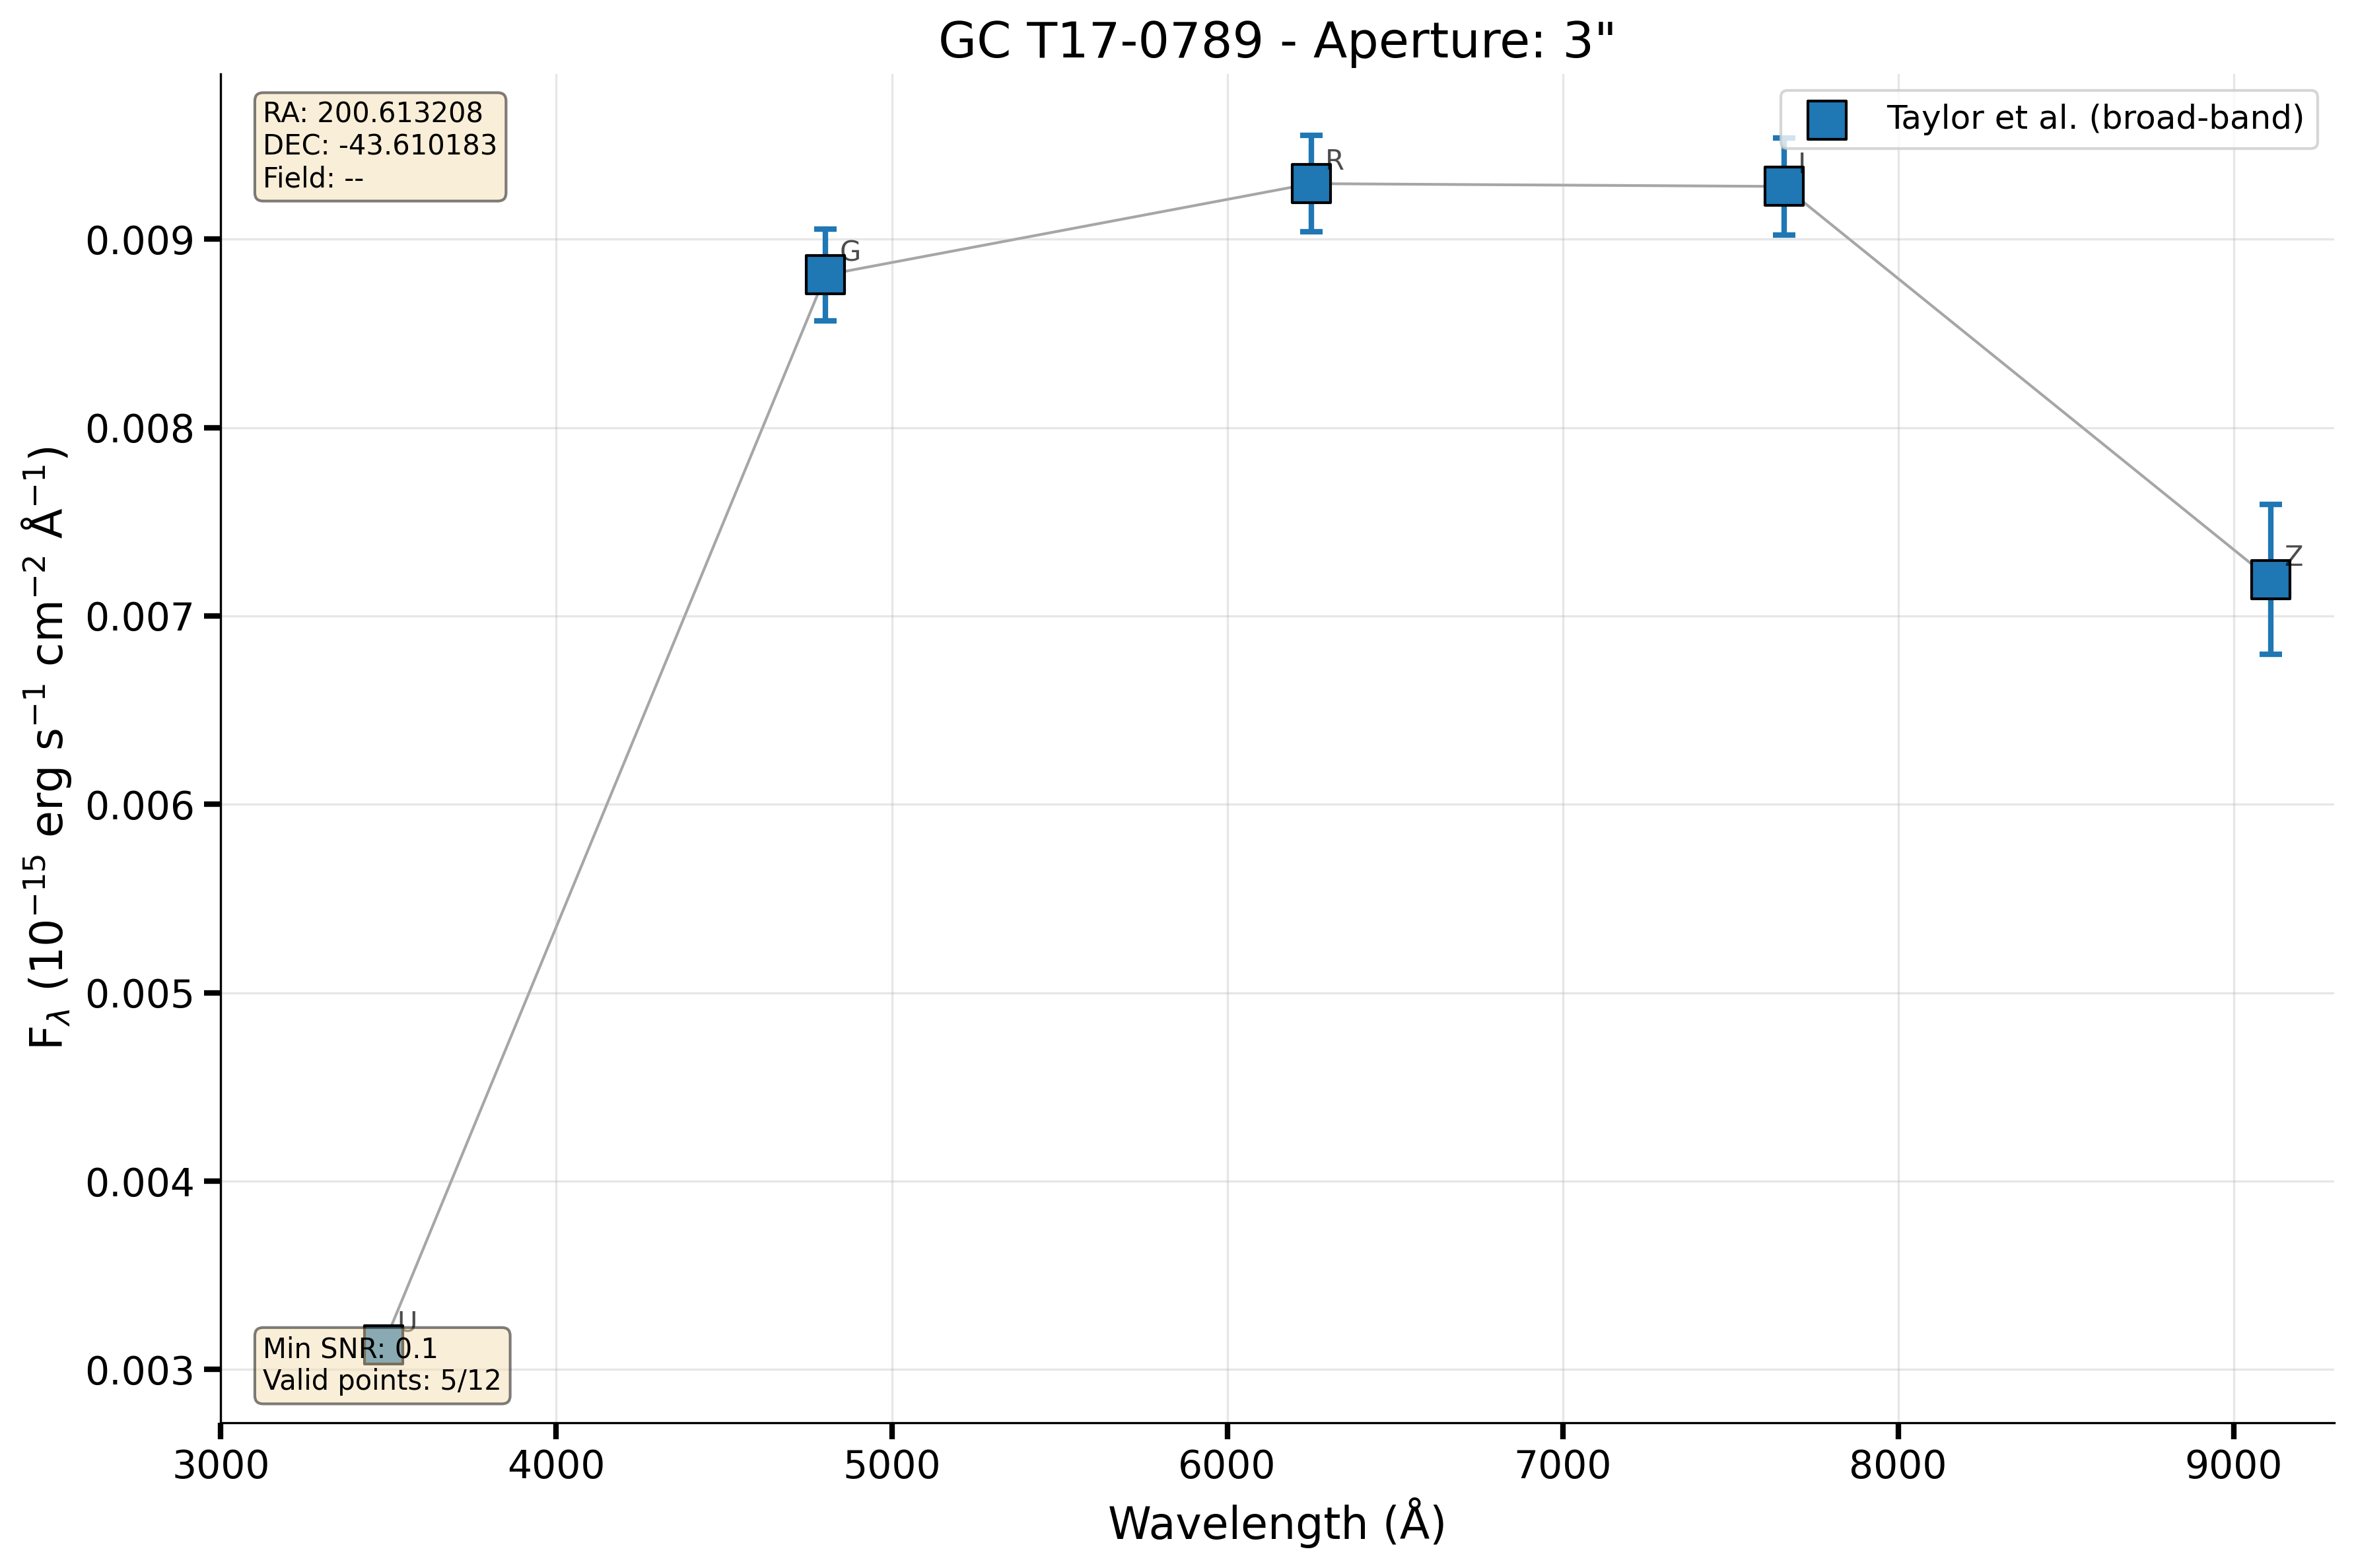 GC T17-0789 - Aperture: 3"
RA: 200.613208
DEC: -43.610183
Field: --
Taylor et al. (broad-band)
R
I
G
Z
U
Min SNR: 0.1
Valid points: 5/12
0.009
0.008
0.007
0.006
0.005
0.004
0.003
F_λ (10⁻¹⁵ erg s⁻¹ cm⁻² Å⁻¹)
3000 4000 5000 6000 7000 8000 9000
Wavelength (Å)